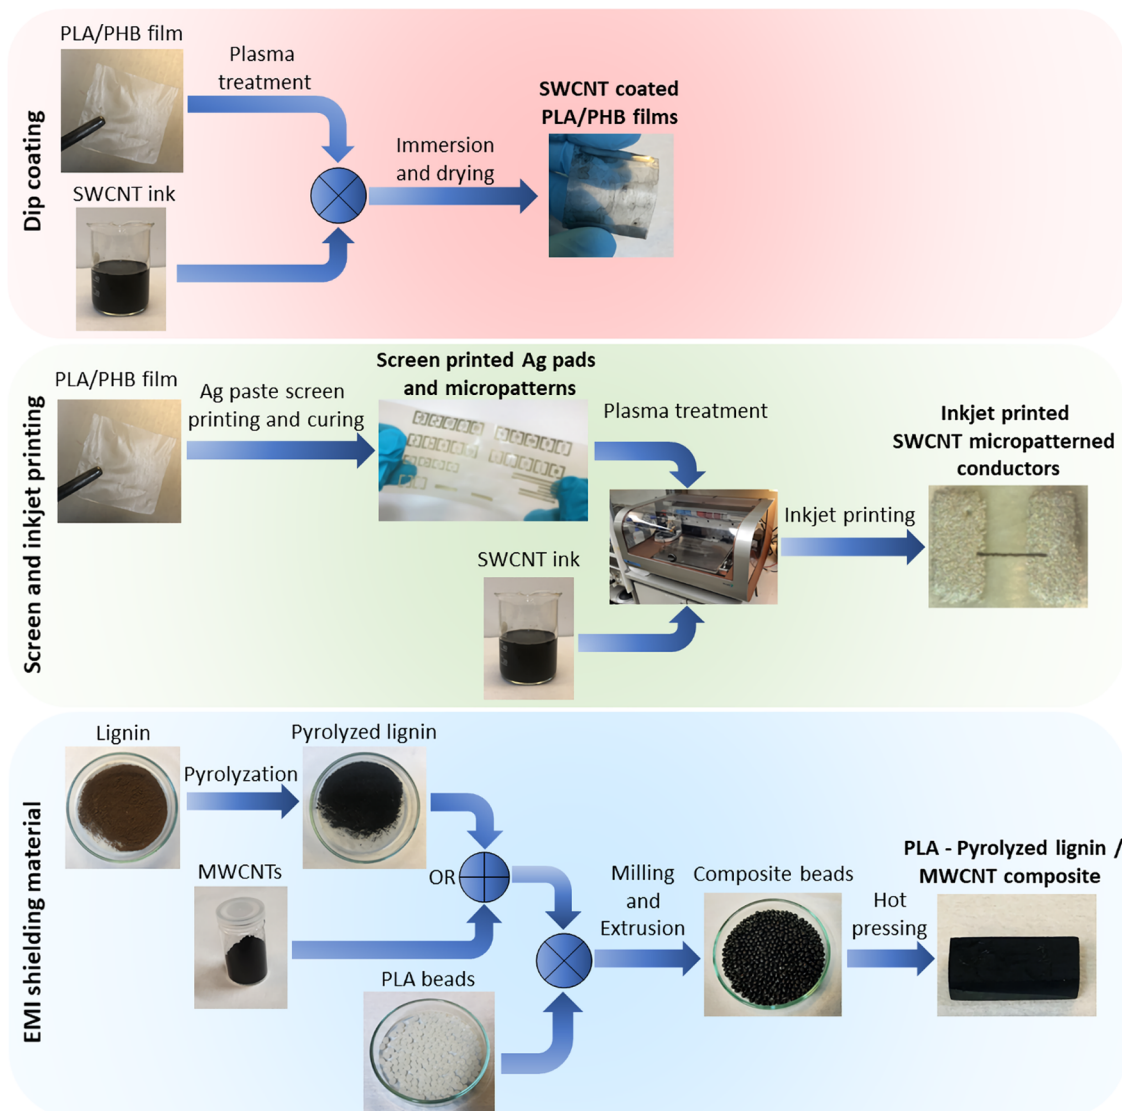 Dip coating
PLA/PHB film
Plasma
treatment
SWCNT ink
Immersion
and drying
SWCNT coated
PLA/PHB films
Screen and inkjet printing
PLA/PHB film
Ag paste screen
printing and curing
Screen printed Ag pads
and micropatterns
Plasma treatment
SWCNT ink
Inkjet printing
Inkjet printed
SWCNT micropatterned
conductors
EMI shielding material
Lignin
Pyrolyzation
Pyrolyzed lignin
MWCNTs
OR
PLA beads
Milling
and
Extrusion
Composite beads
Hot
pressing
PLA - Pyrolyzed lignin /
MWCNT composite